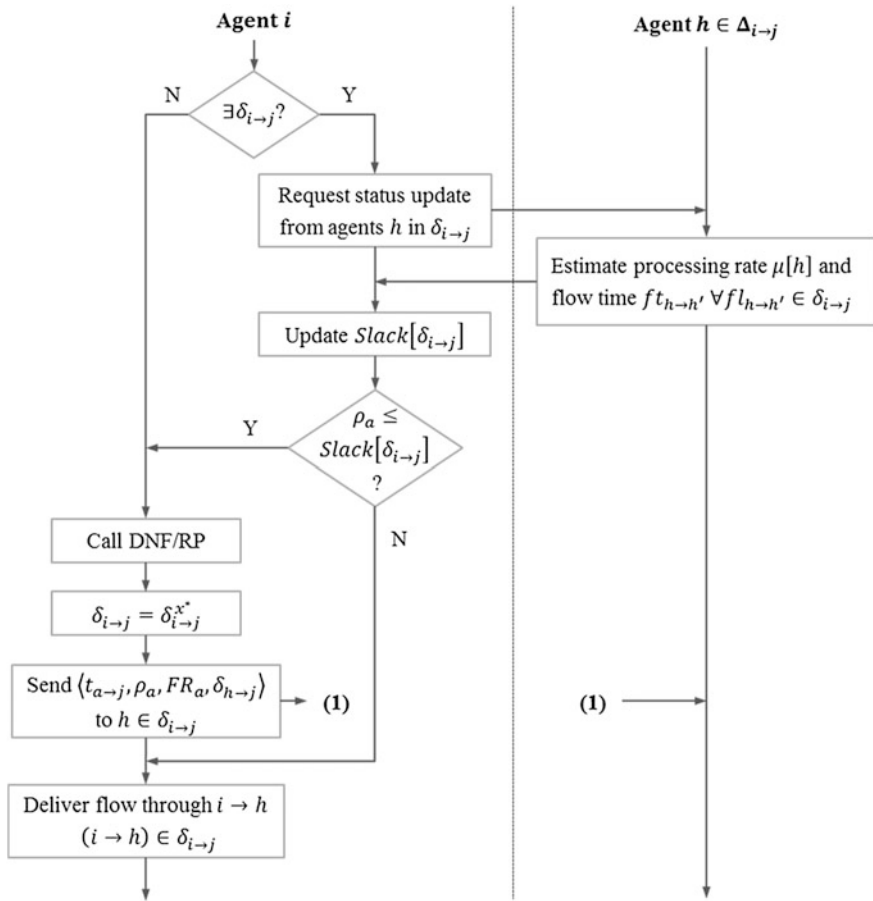 Agent i
Agent h ∈ Δ_{i→j}
N
Y
∃δ_{i→j}?
Request status update
from agents h in δ_{i→j}
Estimate processing rate μ[h] and
flow time ft_{h→h′} ∀fl_{h→h′} ∈ δ_{i→j}
Update Slack[δ_{i→j}]
Y
ρ_a ≤
Slack[δ_{i→j}]
?
N
Call DNF/RP
δ_{i→j} = δ_{i→j}^{x*}
Send ⟨t_{a→j}, ρ_a, FR_a, δ_{h→j}⟩
to h ∈ δ_{i→j}
(1)
(1)
Deliver flow through i → h
(i → h) ∈ δ_{i→j}